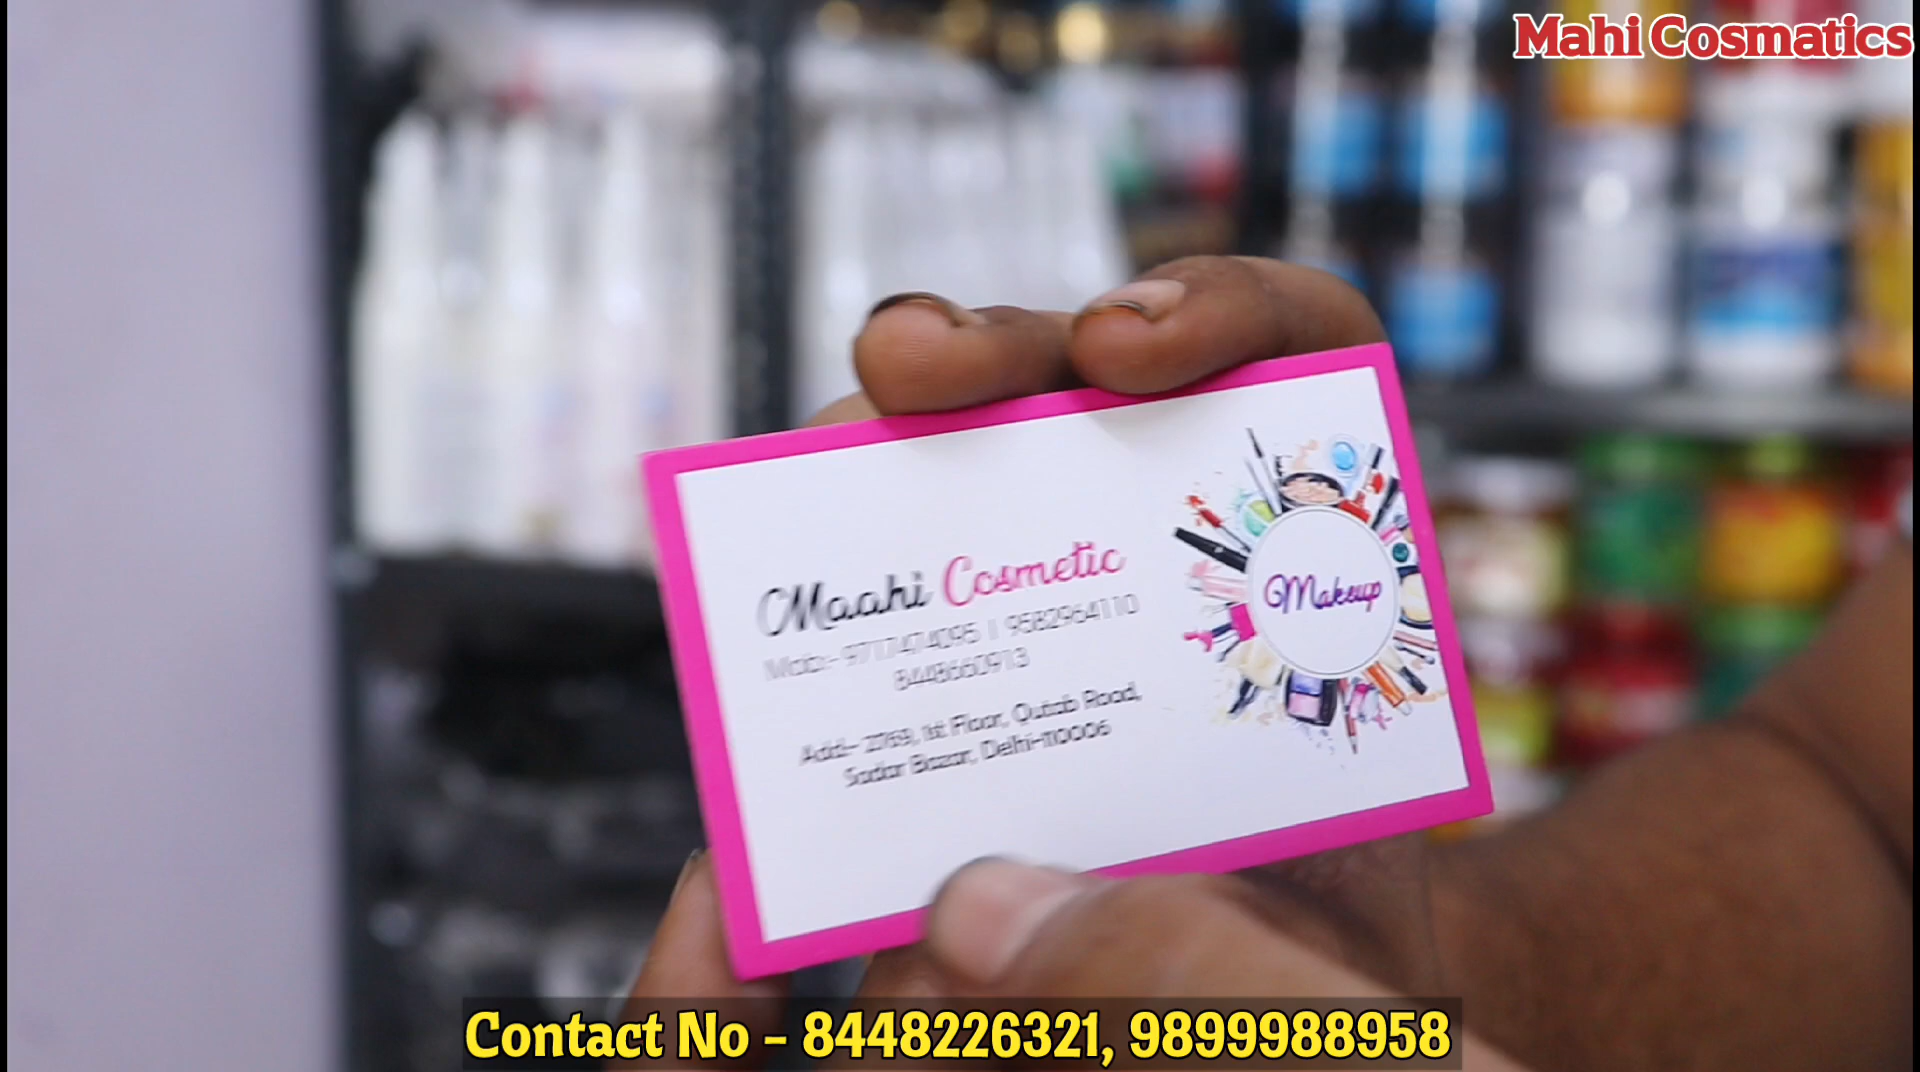 Mahi Cosmatics
Maahi Cosmetic
Mob:- 9717474095 | 9582964110
8448660913
Add:- 2769, 1st Floor, Qutab Road,
Sadar Bazar, Delhi-110006
Makeup
Contact No - 8448226321, 9899988958